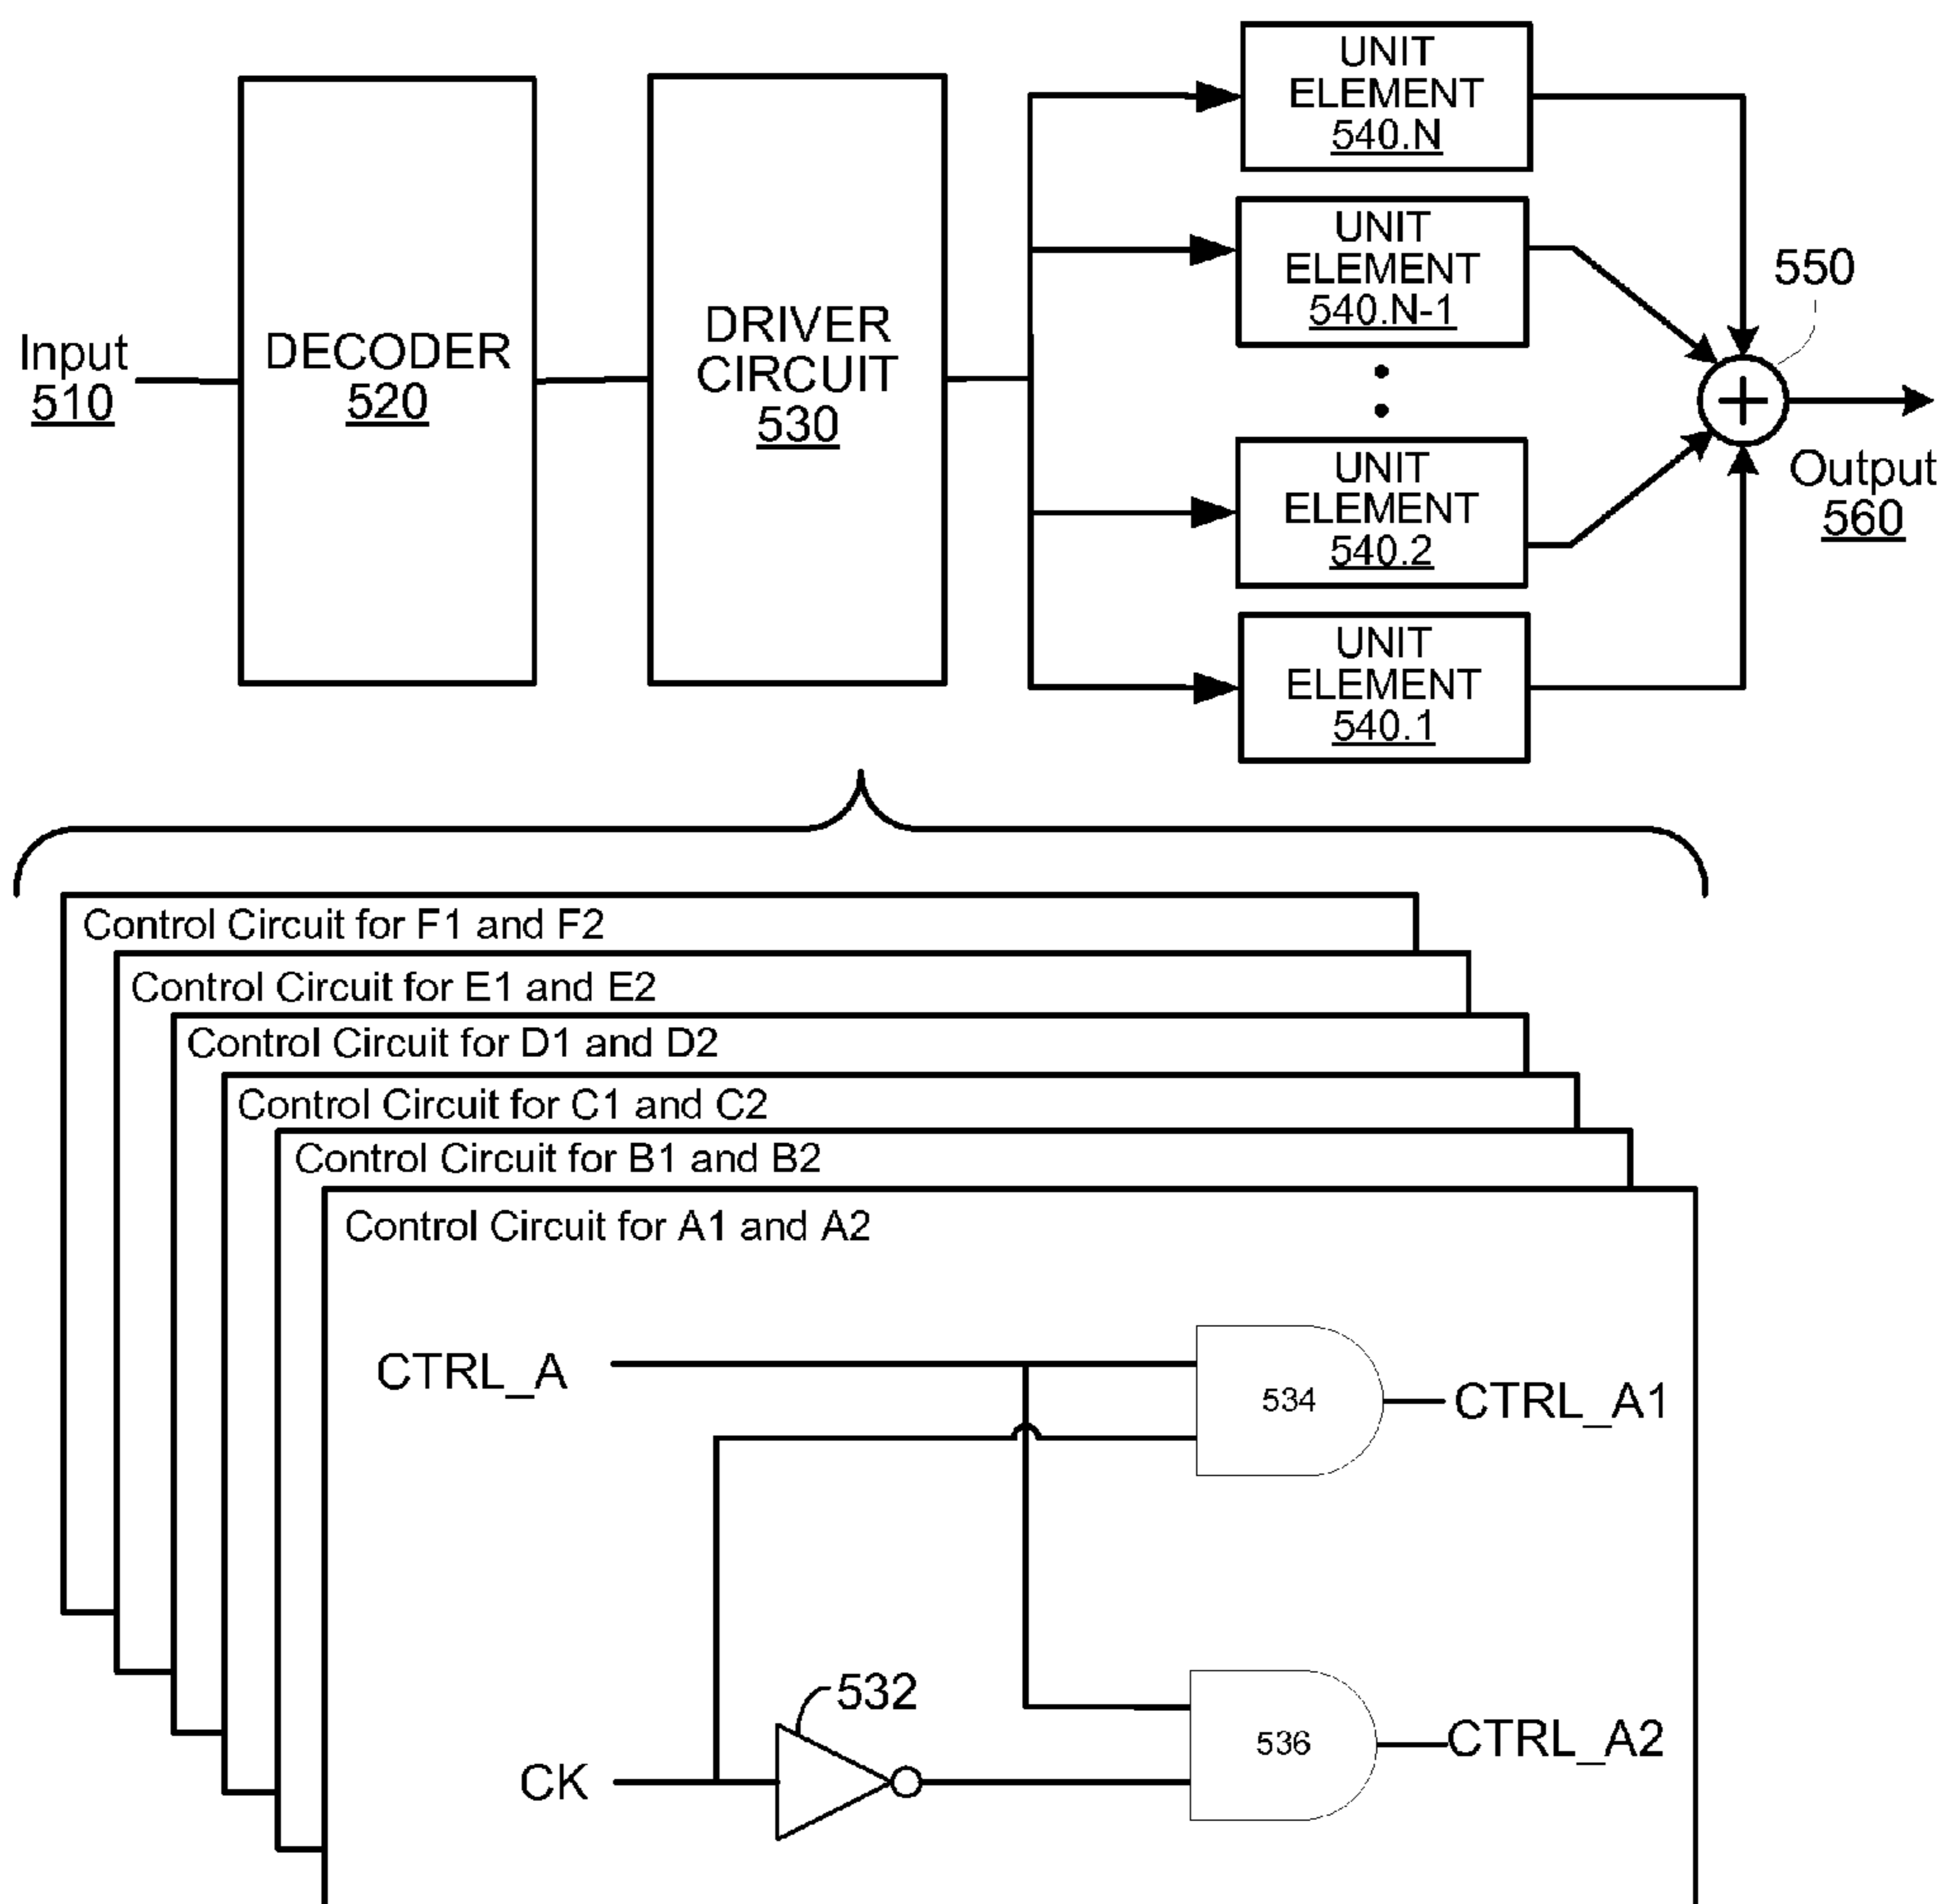 Input
510
DECODER
520
DRIVER
CIRCUIT
530
UNIT
ELEMENT
540.N
UNIT
ELEMENT
540.N-1
UNIT
ELEMENT
540.2
UNIT
ELEMENT
540.1
550
Output
560
Control Circuit for F1 and F2
Control Circuit for E1 and E2
Control Circuit for D1 and D2
Control Circuit for C1 and C2
Control Circuit for B1 and B2
Control Circuit for A1 and A2
CTRL_A
534
CTRL_A1
532
CK
536
CTRL_A2